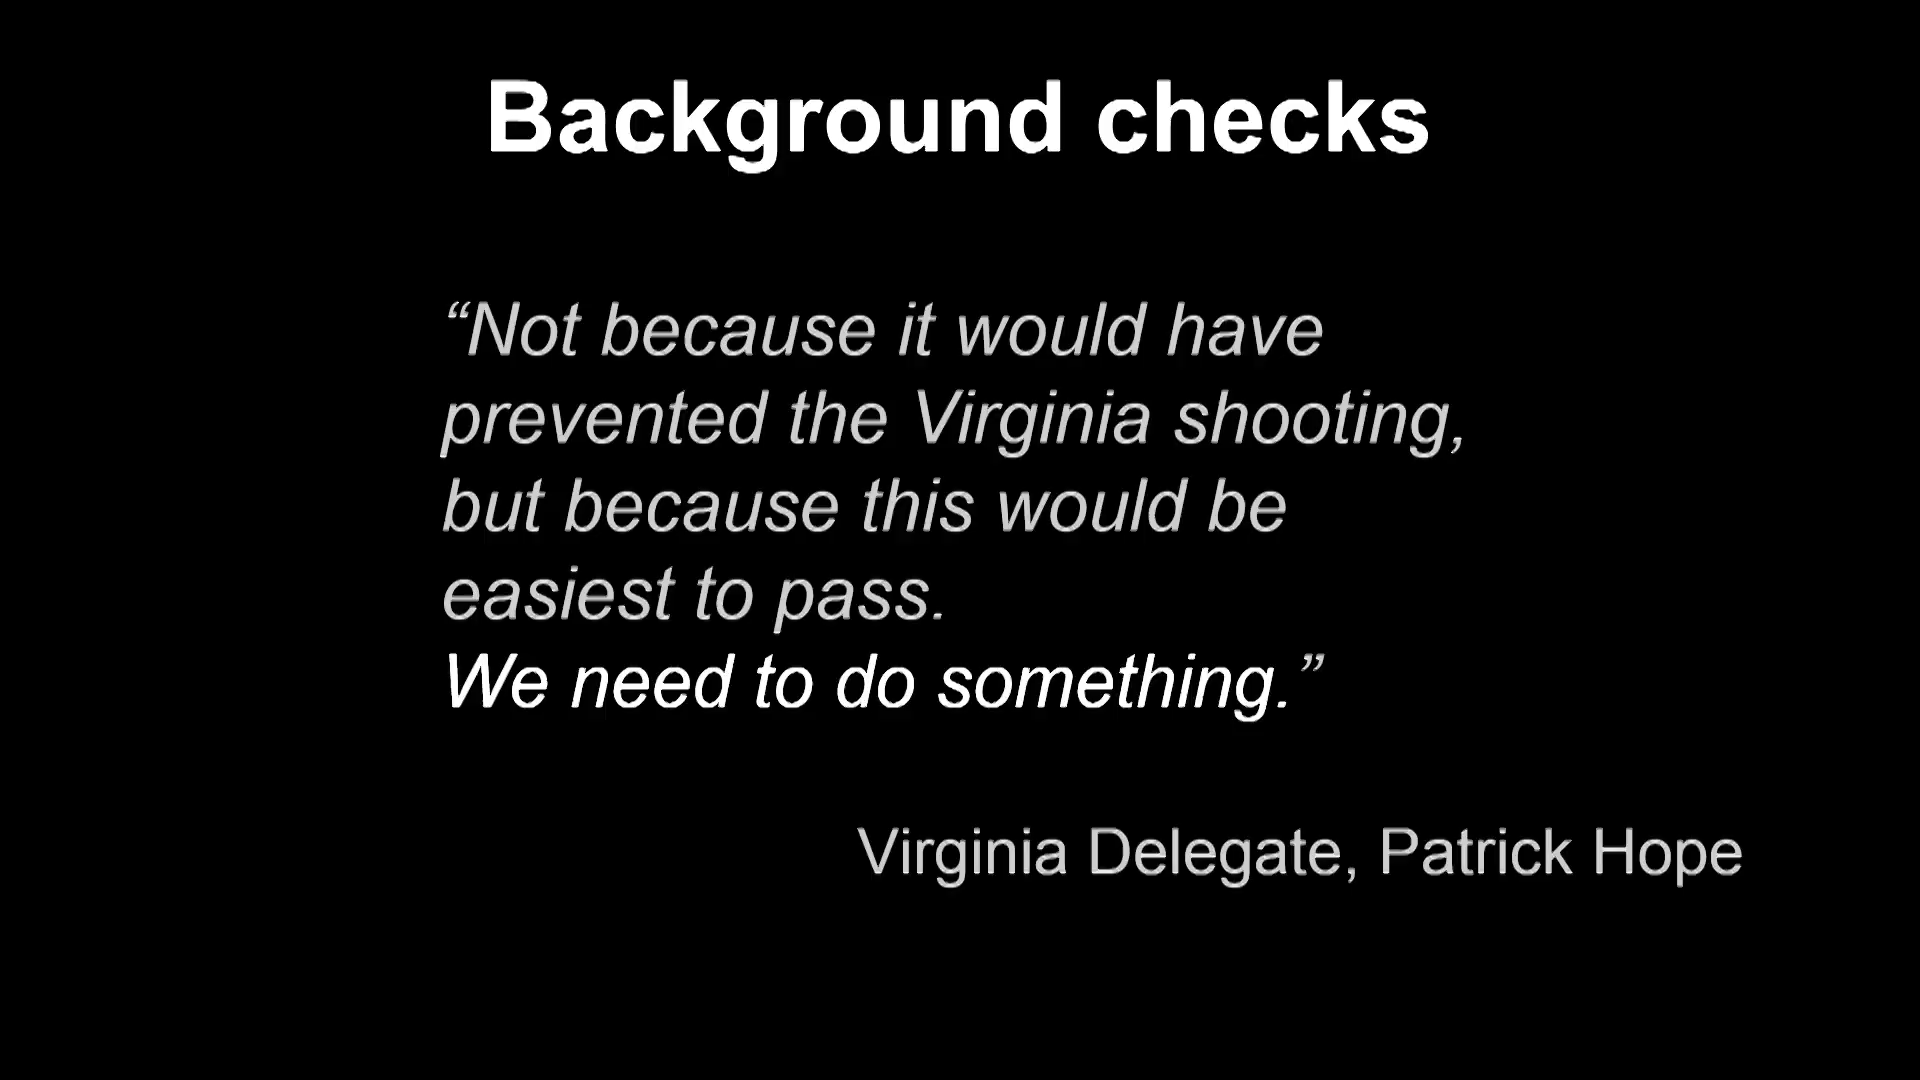 Background checks
“Not because it would have
prevented the Virginia shooting,
but because this would be
easiest to pass.
We need to do something.”
Virginia Delegate, Patrick Hope